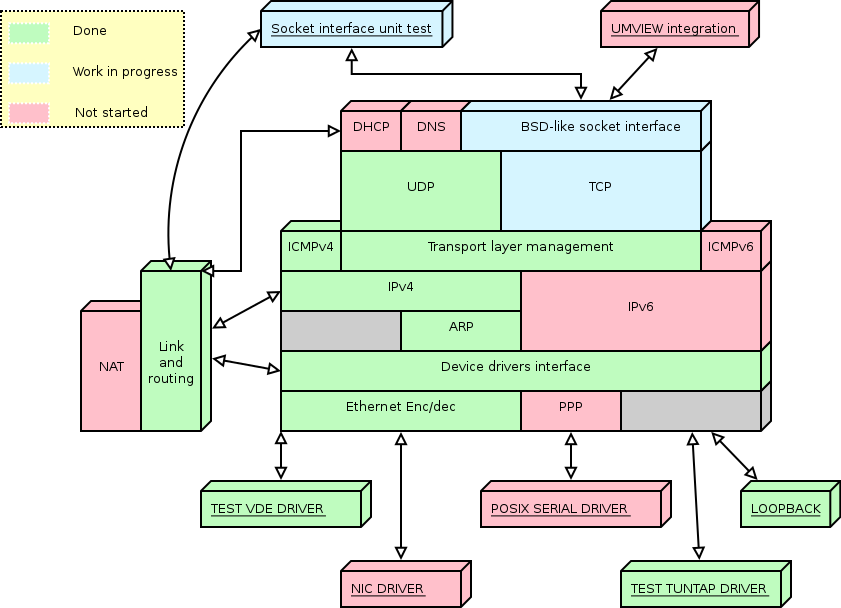 Done
Work in progress
Not started
Socket interface unit test
UMVIEW integration
DHCP
DNS
BSD-like socket interface
UDP
TCP
ICMPv4
Transport layer management
ICMPv6
IPv4
IPv6
ARP
NAT
Link
and
routing
Device drivers interface
Ethernet Enc/dec
PPP
TEST VDE DRIVER
POSIX SERIAL DRIVER
LOOPBACK
NIC DRIVER
TEST TUNTAP DRIVER